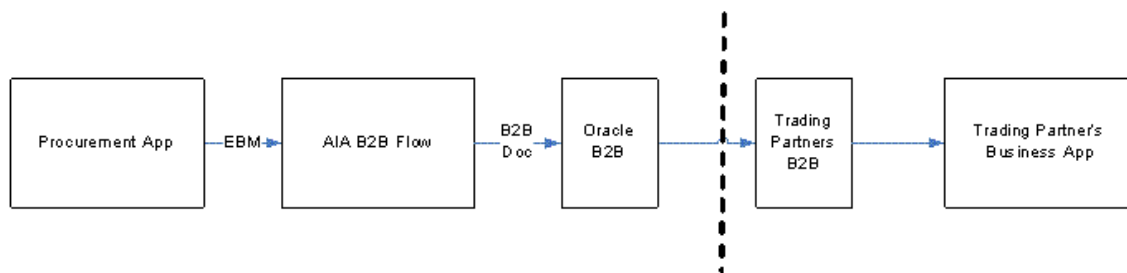 Procurement App
EBM
AIA B2B Flow
B2B
Doc
Oracle
B2B
Trading
Partners
B2B
Trading Partner's
Business App